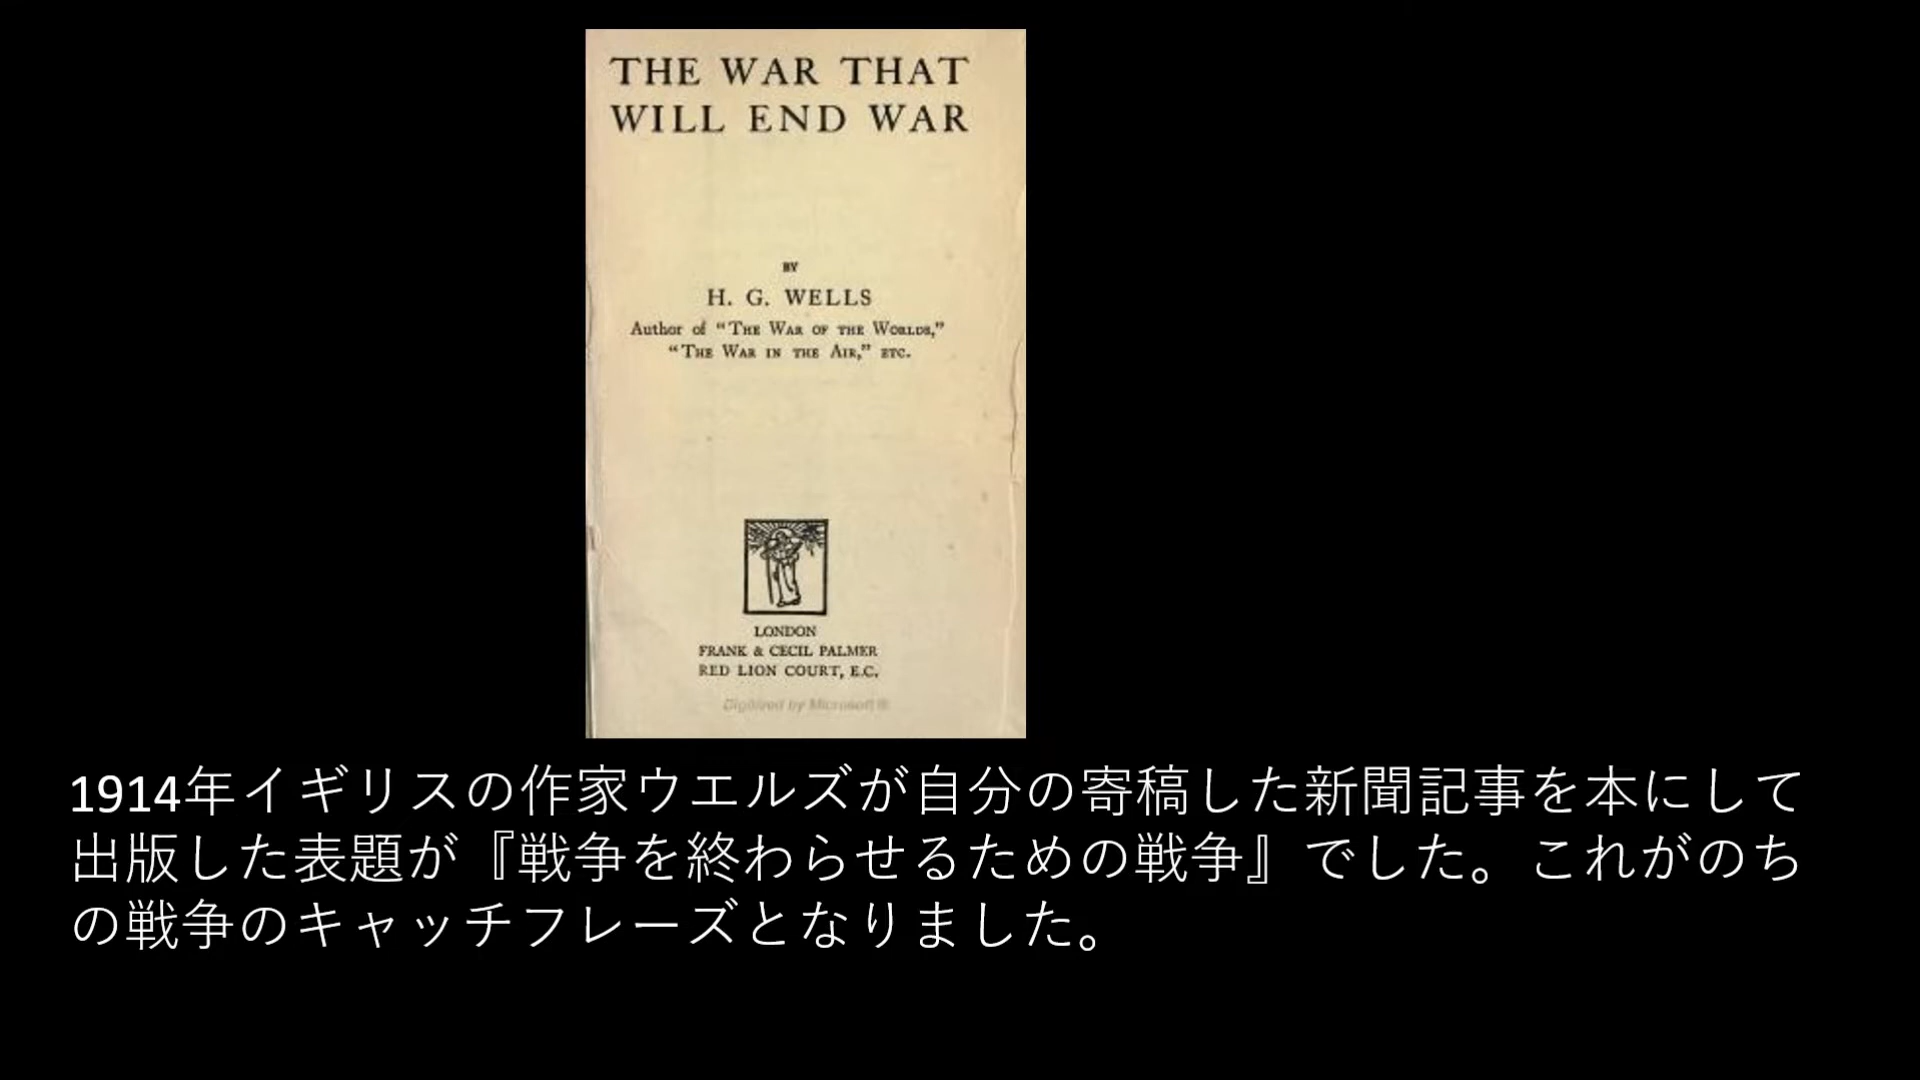 THE WAR THAT
WILL END WAR
BY
H. G. WELLS
Author of “THE WAR OF THE WORLDS,”
“THE WAR IN THE AIR,” ETC.
LONDON
FRANK & CECIL PALMER
RED LION COURT, E.C.
Digitized by Microsoft®
1914年イギリスの作家ウエルズが自分の寄稿した新聞記事を本にして
出版した表題が『戦争を終わらせるための戦争』でした。これがのち
の戦争のキャッチフレーズとなりました。